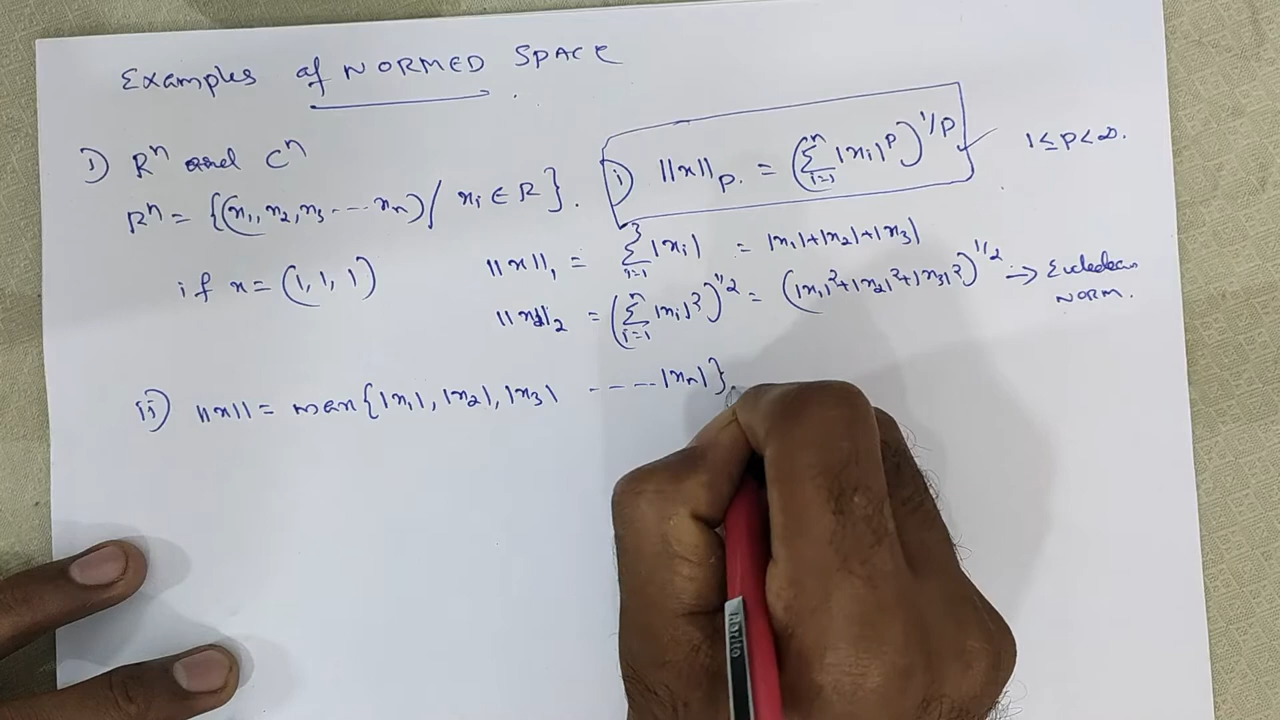 Examples of NORMED SPACE
1) Rⁿ and Cⁿ
Rⁿ = {(x₁, x₂, x₃ ---- xₙ) / xᵢ ∈ R}.
i) ||x||p. = (∑ᵢ₌₁ⁿ |xᵢ|ᵖ)^1/p 1 ≤ p < ∞.
if x = (1, 1, 1)
||x||₁ = ∑ᵢ₌₁³ |xᵢ| = |x₁|+|x₂|+|x₃|
||x||₂ = (∑ᵢ₌₁ⁿ |xᵢ|²)^1/2 = (|x₁|²+|x₂|²+|x₃|²)^1/2 → Euclidean
NORM.
ii) ||x|| = max{|x₁|, |x₂|, |x₃| ---- |xₙ|}.